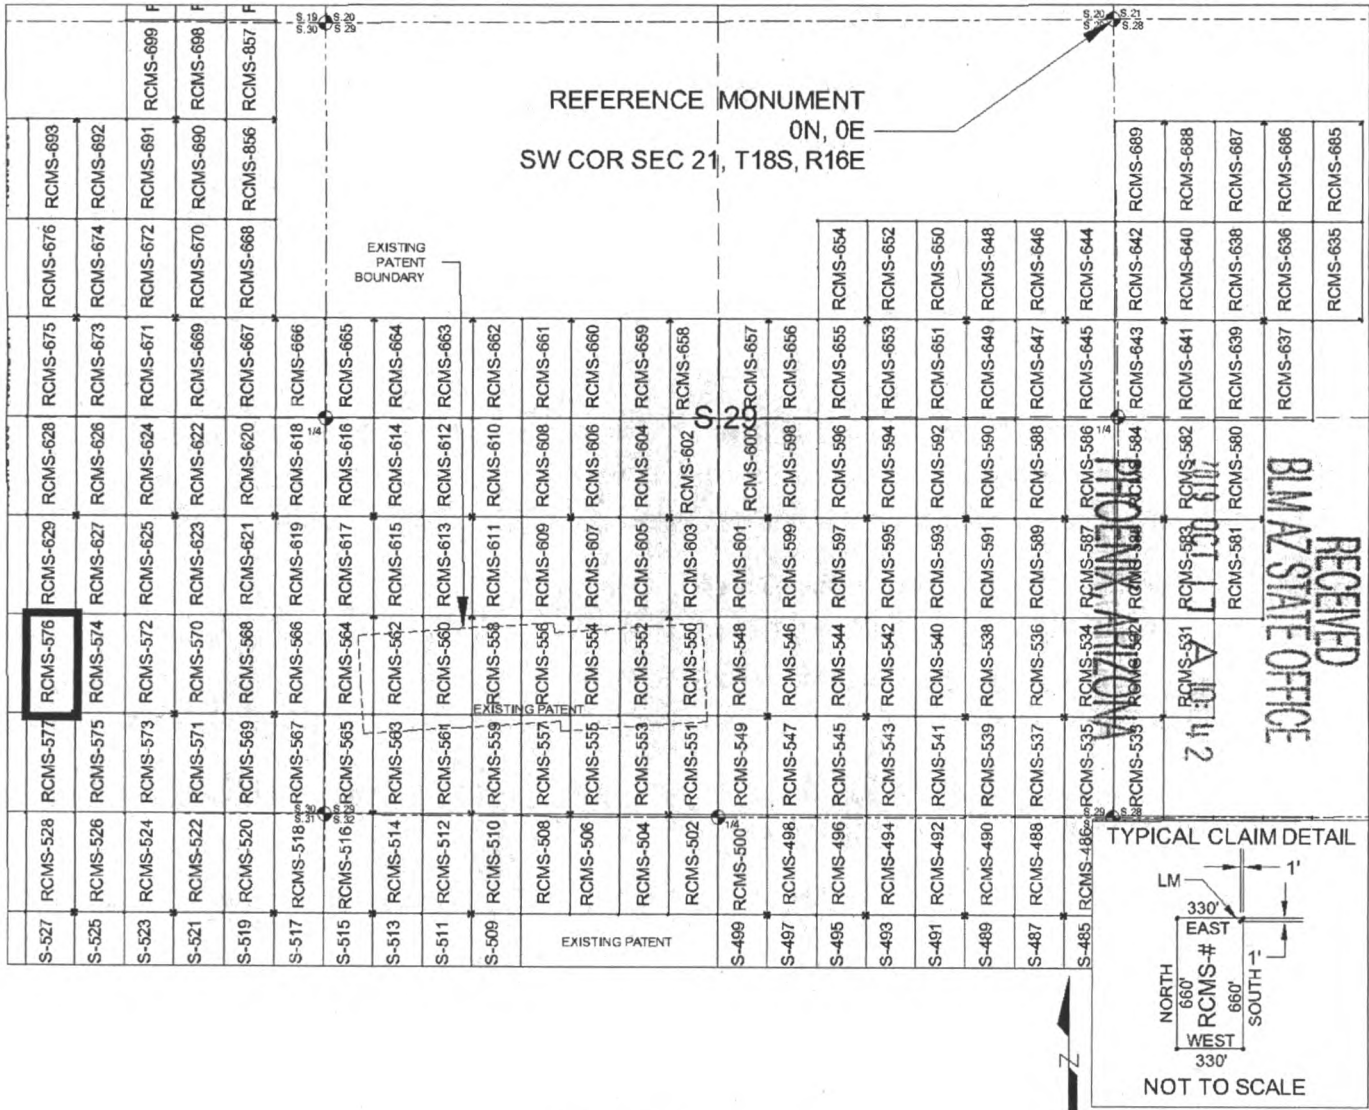 S.19 S.20
S.30 S.29
S.20 S.21
S.29 S.28
REFERENCE MONUMENT
0N, 0E
SW COR SEC 21, T18S, R16E
EXISTING
PATENT
BOUNDARY
RCMS-699 RCMS-698 RCMS-857
RCMS-693 RCMS-692 RCMS-691 RCMS-690 RCMS-856 RCMS-689 RCMS-688 RCMS-687 RCMS-686 RCMS-685
RCMS-676 RCMS-674 RCMS-672 RCMS-670 RCMS-668 RCMS-654 RCMS-652 RCMS-650 RCMS-648 RCMS-646 RCMS-644 RCMS-642 RCMS-640 RCMS-638 RCMS-636 RCMS-635
RCMS-675 RCMS-673 RCMS-671 RCMS-669 RCMS-667 RCMS-666 RCMS-665 RCMS-664 RCMS-663 RCMS-662 RCMS-661 RCMS-660 RCMS-659 RCMS-658 RCMS-657 RCMS-656 RCMS-655 RCMS-653 RCMS-651 RCMS-649 RCMS-647 RCMS-645 RCMS-643 RCMS-641 RCMS-639 RCMS-637
S.29
1/4 1/4
RCMS-628 RCMS-626 RCMS-624 RCMS-622 RCMS-620 RCMS-618 RCMS-616 RCMS-614 RCMS-612 RCMS-610 RCMS-608 RCMS-606 RCMS-604 RCMS-602 RCMS-600 RCMS-598 RCMS-596 RCMS-594 RCMS-592 RCMS-590 RCMS-588 RCMS-586 RCMS-584 RCMS-582 RCMS-580
RCMS-629 RCMS-627 RCMS-625 RCMS-623 RCMS-621 RCMS-619 RCMS-617 RCMS-615 RCMS-613 RCMS-611 RCMS-609 RCMS-607 RCMS-605 RCMS-603 RCMS-601 RCMS-599 RCMS-597 RCMS-595 RCMS-593 RCMS-591 RCMS-589 RCMS-587 RCMS-583 RCMS-581
RCMS-576 RCMS-574 RCMS-572 RCMS-570 RCMS-568 RCMS-566 RCMS-564 RCMS-562 RCMS-560 RCMS-558 RCMS-556 RCMS-554 RCMS-552 RCMS-550 RCMS-548 RCMS-546 RCMS-544 RCMS-542 RCMS-540 RCMS-538 RCMS-536 RCMS-534 RCMS-532 RCMS-531
EXISTING PATENT
RCMS-577 RCMS-575 RCMS-573 RCMS-571 RCMS-569 RCMS-567 RCMS-565 RCMS-563 RCMS-561 RCMS-559 RCMS-557 RCMS-555 RCMS-553 RCMS-551 RCMS-549 RCMS-547 RCMS-545 RCMS-543 RCMS-541 RCMS-539 RCMS-537 RCMS-535 RCMS-533
S.30 S.29
S.31 S.32
1/4
S.29 S.28
RCMS-528 RCMS-526 RCMS-524 RCMS-522 RCMS-520 RCMS-518 RCMS-516 RCMS-514 RCMS-512 RCMS-510 RCMS-508 RCMS-506 RCMS-504 RCMS-502 RCMS-500 RCMS-498 RCMS-496 RCMS-494 RCMS-492 RCMS-490 RCMS-488 RCMS-486
S-527 S-525 S-523 S-521 S-519 S-517 S-515 S-513 S-511 S-509 EXISTING PATENT S-499 S-497 S-495 S-493 S-491 S-489 S-487 S-485
RECEIVED
BLM AZ STATE OFFICE
2019 OCT 17 A 10:42
PHOENIX, ARIZONA
TYPICAL CLAIM DETAIL
1'
LM
330'
EAST
1'
NORTH
660'
RCMS-#
660'
SOUTH
WEST
330'
NOT TO SCALE
N